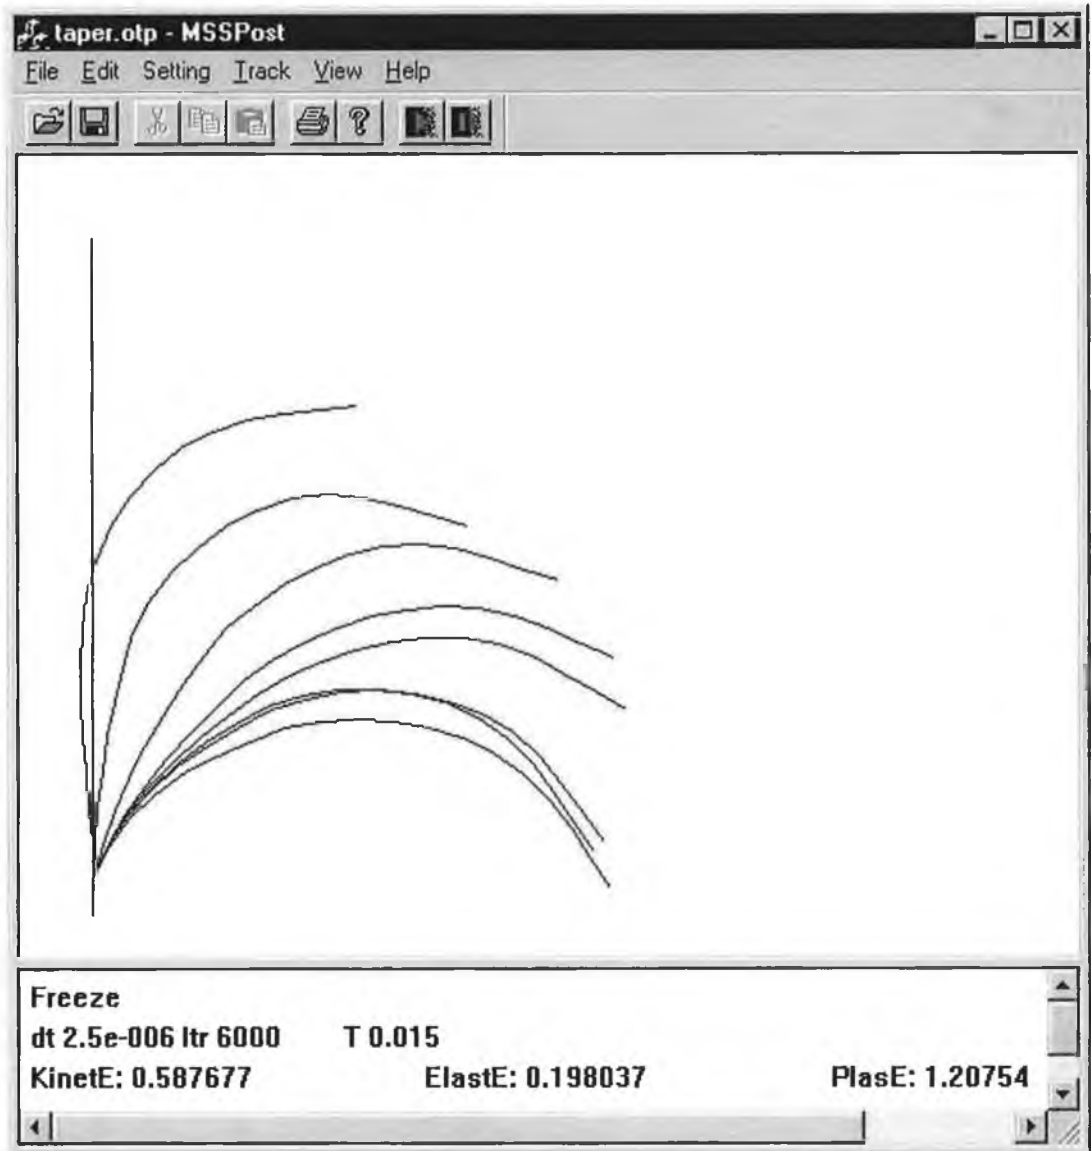 taper.otp - MSSPost
File Edit Setting Track View Help
Freeze
dt 2.5e-006 Itr 6000 T 0.015
KinetE: 0.587677 ElastE: 0.198037 PlasE: 1.20754